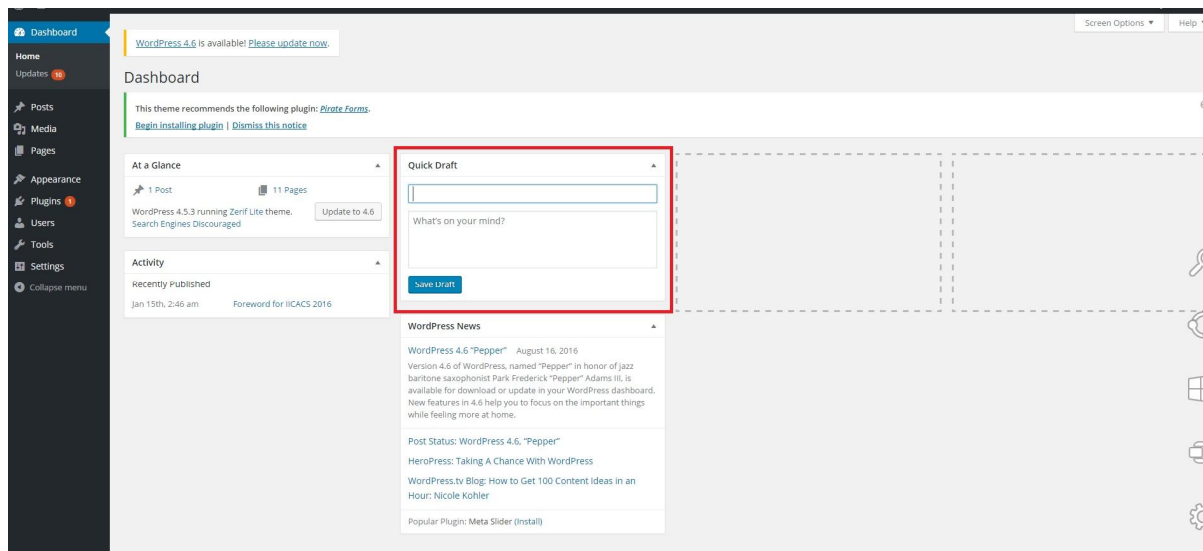 Dashboard
Home
Updates 10
Posts
Media
Pages
Appearance
Plugins 1
Users
Tools
Settings
Collapse menu
Screen Options
Help
WordPress 4.6 is available! Please update now.
Dashboard
This theme recommends the following plugin: Pirate Forms.
Begin installing plugin | Dismiss this notice
At a Glance
1 Post 11 Pages
WordPress 4.5.3 running Zerif Lite theme. Update to 4.6
Search Engines Discouraged
Activity
Recently Published
Jan 15th, 2:46 am Foreword for IICACS 2016
Quick Draft
What's on your mind?
Save Draft
WordPress News
WordPress 4.6 “Pepper” August 16, 2016
Version 4.6 of WordPress, named “Pepper” in honor of jazz
baritone saxophonist Park Frederick “Pepper” Adams III, is
available for download or update in your WordPress dashboard.
New features in 4.6 help you to focus on the important things
while feeling more at home.
Post Status: WordPress 4.6, “Pepper”
HeroPress: Taking A Chance With WordPress
WordPress.tv Blog: How to Get 100 Content Ideas in an
Hour: Nicole Kohler
Popular Plugin: Meta Slider (Install)